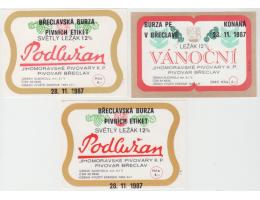 BŘECLAVSKÁ BURZA
PIVNÍCH ETIKET
SVĚTLÝ LEŽÁK 12%
Podlužan
JIHOMORAVSKÉ PIVOVARY K.P.
PIVOVAR BŘECLAV
28. 11. 1987
BURZA PE KONANÁ
V BŘECLAVĚ 28. 11. 1987
LEŽÁK 12%
VÁNOČNÍ
JIHOMORAVSKÉ PIVOVARY K.P.
PIVOVAR BŘECLAV
BŘECLAVSKÁ BURZA
PIVNÍCH ETIKET
SVĚTLÝ LEŽÁK 12%
Podlužan
JIHOMORAVSKÉ PIVOVARY K.P.
PIVOVAR BŘECLAV
28. 11. 1987